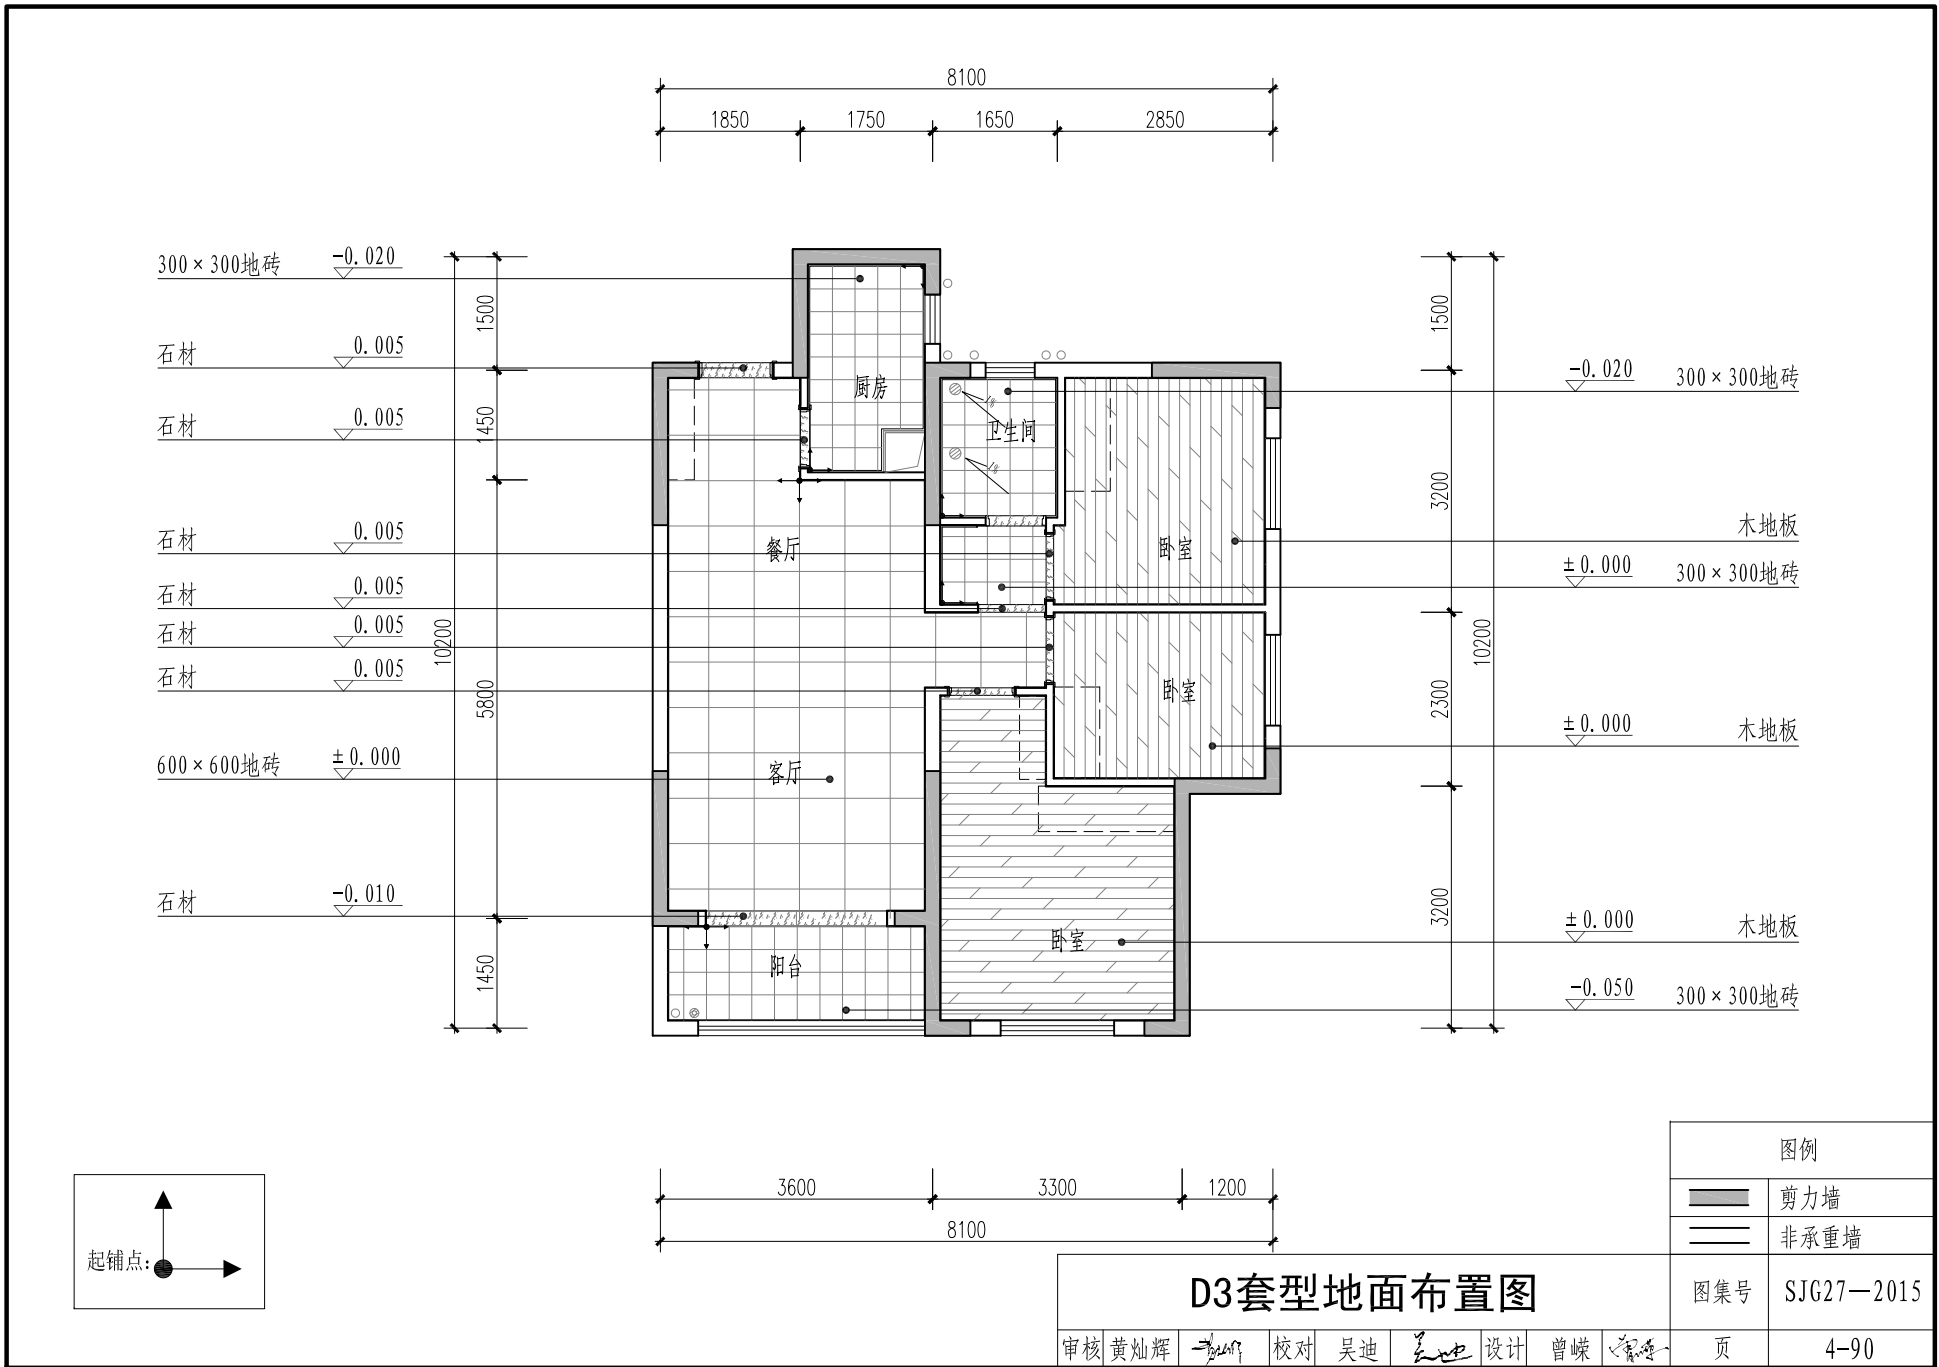 8100
1850 1750 1650 2850
300×300地砖 -0.020
石材 0.005
石材 0.005
石材 0.005
石材 0.005
石材 0.005
石材 0.005
600×600地砖 ±0.000
石材 -0.010
10200
1500
1450
5800
1450
厨房
卫生间
1%
1%
餐厅
卧室
卧室
客厅
卧室
阳台
1500
3200
2300
3200
10200
-0.020 300×300地砖
木地板
±0.000 300×300地砖
±0.000 木地板
±0.000 木地板
-0.050 300×300地砖
3600 3300 1200
8100
起铺点:
图例
剪力墙
非承重墙
D3套型地面布置图
图集号 SJG27—2015
审核 黄灿辉 校对 吴迪 吴迪 设计 曾嵘 页 4-90